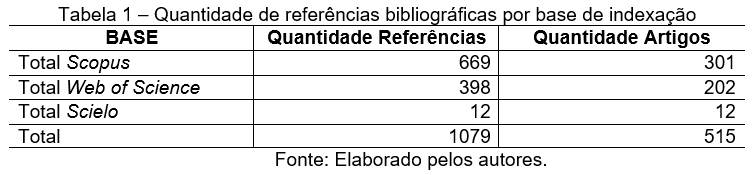 Tabela 1 – Quantidade de referências bibliográficas por base de indexação
BASE Quantidade Referências Quantidade Artigos
Total Scopus 669 301
Total Web of Science 398 202
Total Scielo 12 12
Total 1079 515
Fonte: Elaborado pelos autores.